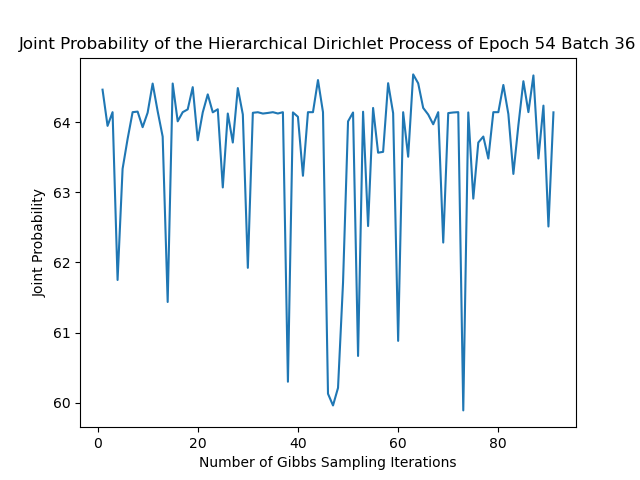 Joint Probability of the Hierarchical Dirichlet Process of Epoch 54 Batch 36
Joint Probability
64
63
62
61
60
0 20 40 60 80
Number of Gibbs Sampling Iterations